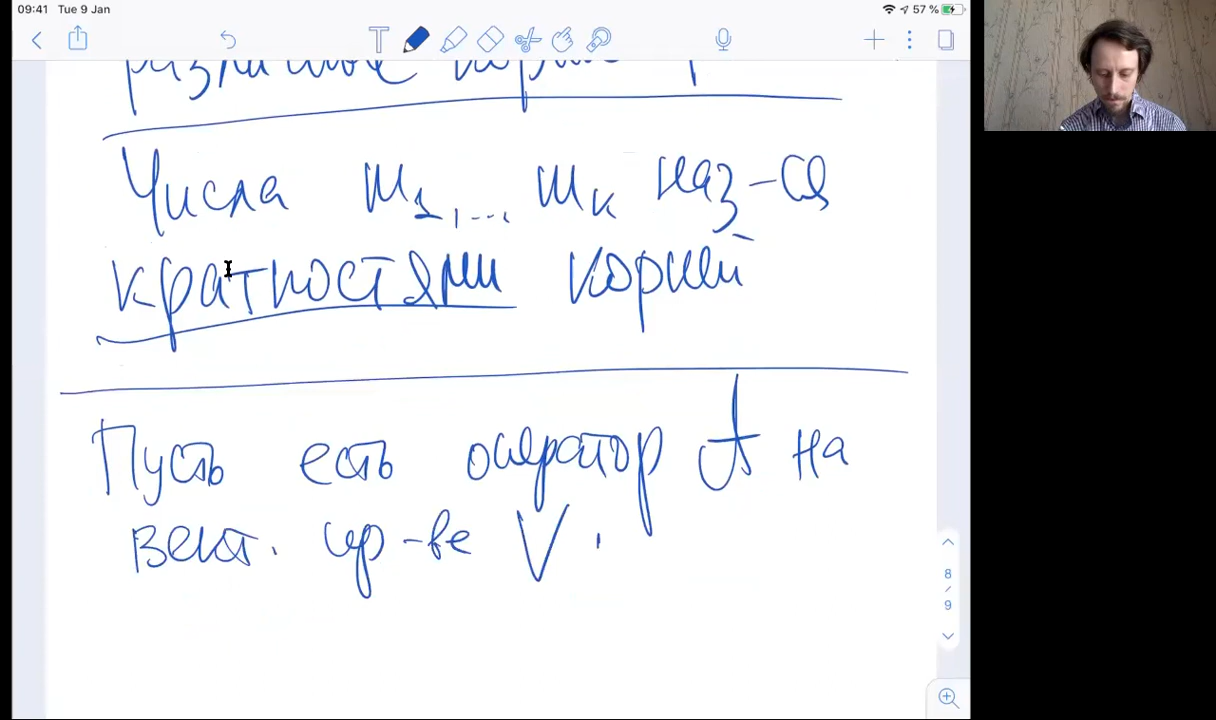 09:41 Tue 9 Jan 57 %
различные
Числа m₁,... mₖ наз-ся
кратностями корней
Пусть есть оператор A на
вект. пр-ве V.
8
/
9